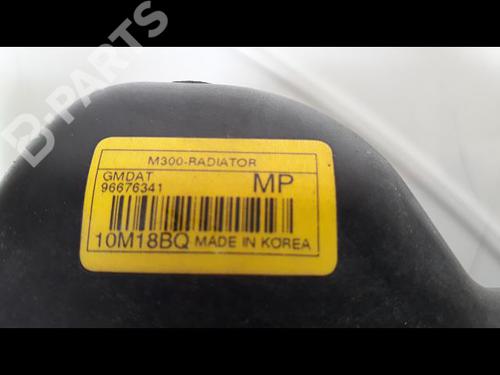 B-PARTS
M300-RADIATOR
GMDAT
96676341
MP
10M18BQ MADE IN KOREA